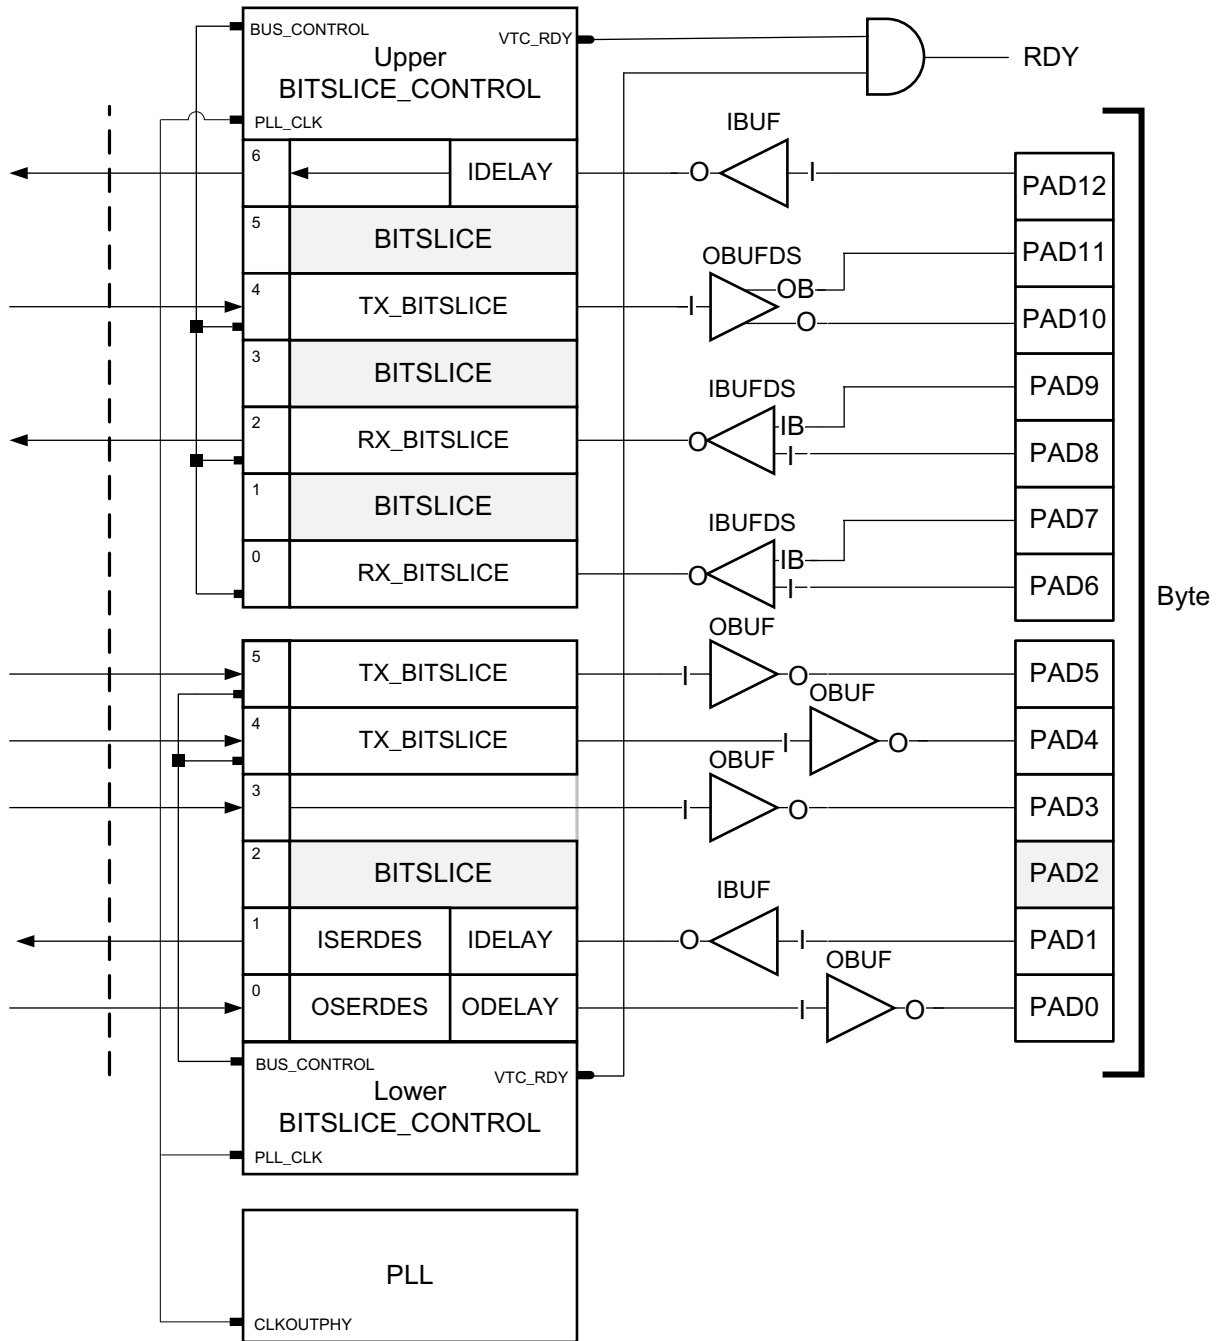 BUS_CONTROL
VTC_RDY
Upper
BITSLICE_CONTROL
PLL_CLK
RDY
IBUF
6
IDELAY
O
I
PAD12
5
BITSLICE
OBUFDS
OB
PAD11
4
TX_BITSLICE
I
O
PAD10
3
BITSLICE
IBUFDS
IB
PAD9
2
RX_BITSLICE
O
I
PAD8
1
BITSLICE
IBUFDS
IB
PAD7
0
RX_BITSLICE
O
I
PAD6
Byte
OBUF
5
TX_BITSLICE
I
O
PAD5
OBUF
4
TX_BITSLICE
I
O
PAD4
OBUF
3
I
O
PAD3
2
BITSLICE
PAD2
IBUF
1
ISERDES
IDELAY
O
I
PAD1
OBUF
0
OSERDES
ODELAY
I
O
PAD0
BUS_CONTROL
VTC_RDY
Lower
BITSLICE_CONTROL
PLL_CLK
PLL
CLKOUTPHY